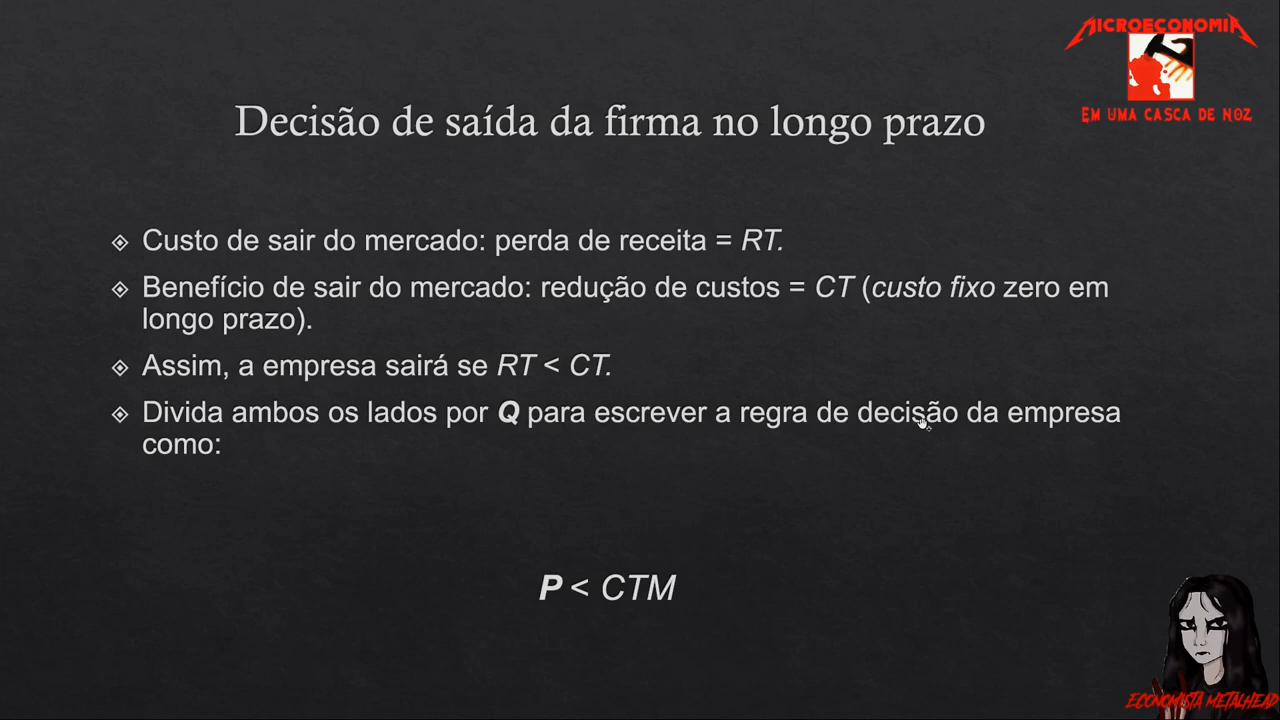 MICROECONOMIA
EM UMA CASCA DE NOZ
Decisão de saída da firma no longo prazo
Custo de sair do mercado: perda de receita = RT.
Benefício de sair do mercado: redução de custos = CT (custo fixo zero em
longo prazo).
Assim, a empresa sairá se RT < CT.
Divida ambos os lados por Q para escrever a regra de decisão da empresa
como:
P < CTM
ECONOMISTA METALHEAD